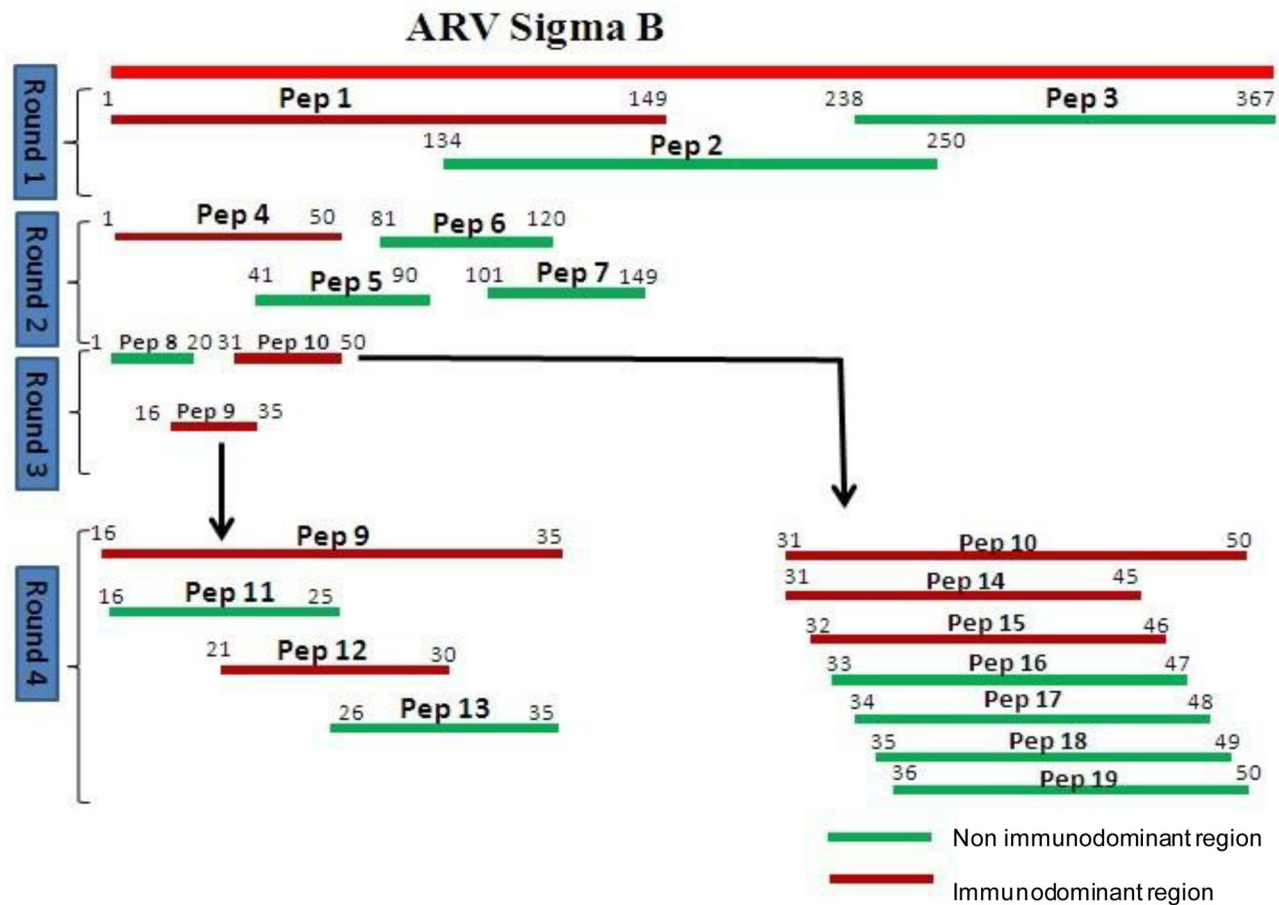 ARV Sigma B
Round 1
1 Pep 1 149 238 Pep 3 367
134 Pep 2 250
Round 2
1 Pep 4 50 81 Pep 6 120
41 Pep 5 90 101 Pep 7 149
Round 3
1 Pep 8 20 31 Pep 10 50
16 Pep 9 35
Round 4
16 Pep 9 35
16 Pep 11 25
21 Pep 12 30
26 Pep 13 35
31 Pep 10 50
31 Pep 14 45
32 Pep 15 46
33 Pep 16 47
34 Pep 17 48
35 Pep 18 49
36 Pep 19 50
Non immunodominant region
Immunodominant region